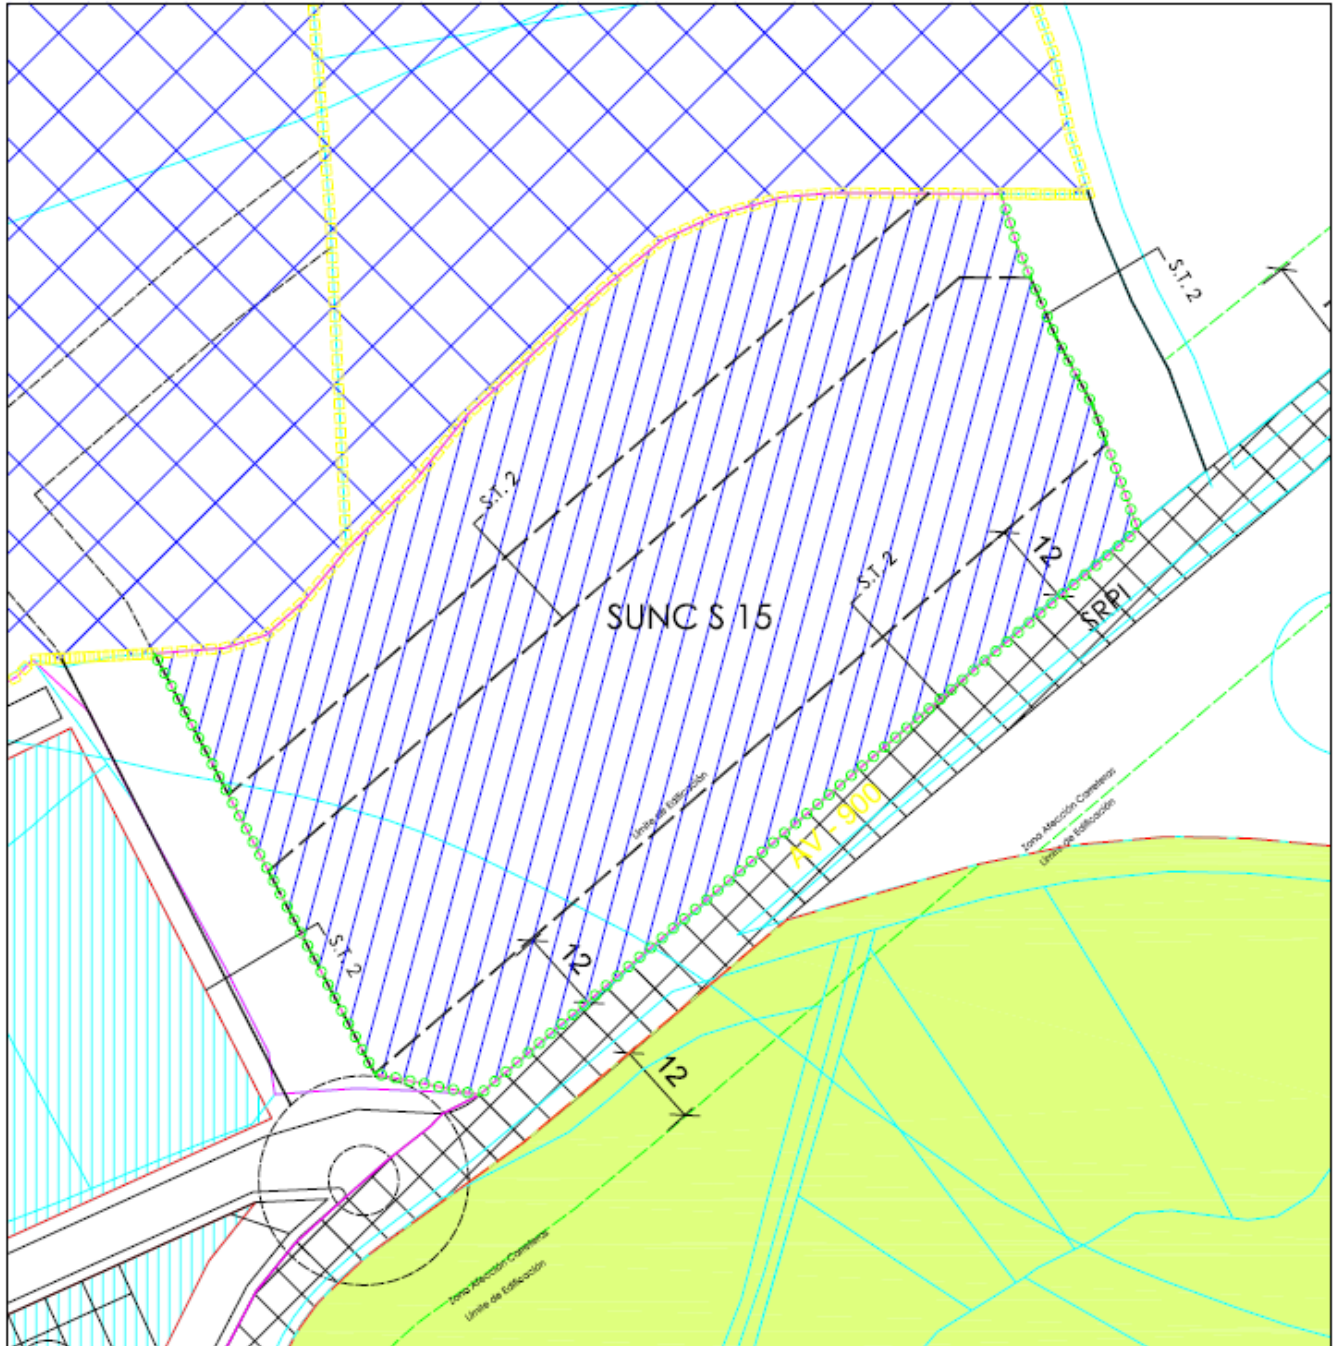 S.T. 2
S.T. 2
S.T. 2
12
SUNC S 15
SRPI
Límite de Edificación
AV - 900
Zona Afección Carreteras
Límite de Edificación
S.T. 2
12
12
Zona Afección Carreteras
Límite de Edificación